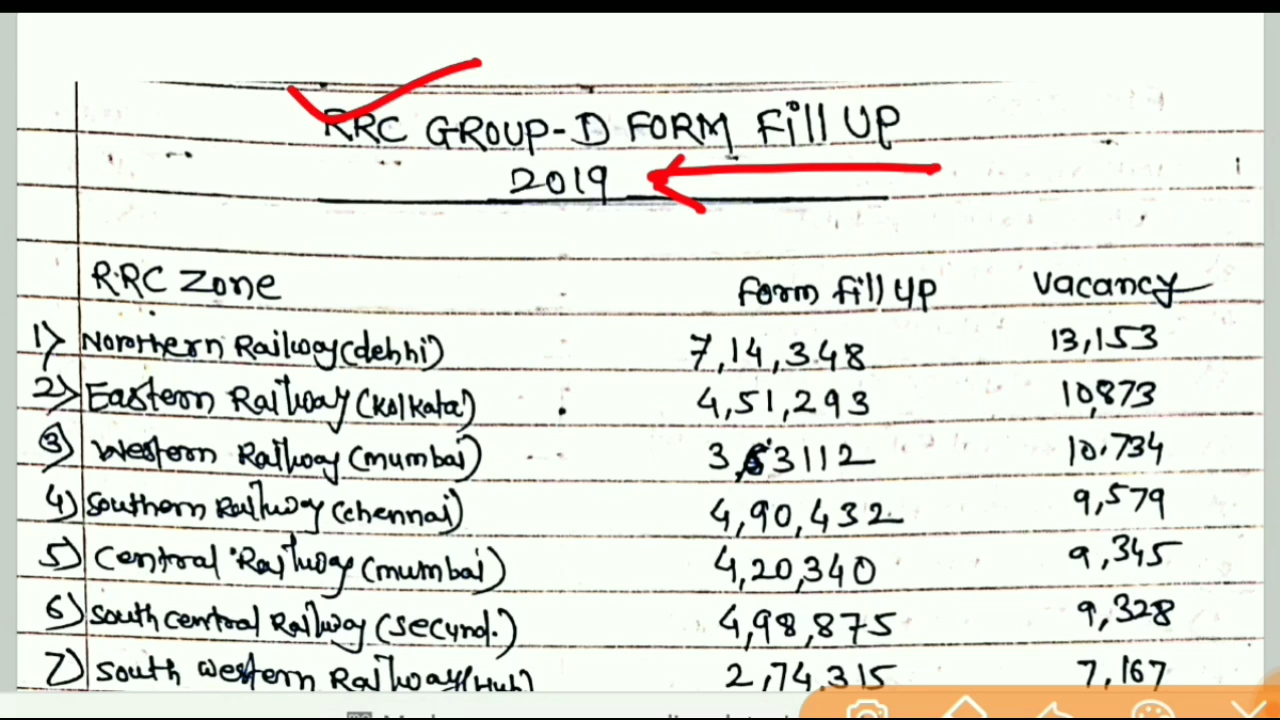 RRC GROUP-D FORM Fill UP
2019
RRC Zone Form fill up Vacancy
1) Northern Railway (dehhi) 7,14,348 13,153
2) Eastern Railway (Kolkata) 4,51,293 10,873
3) Western Railway (mumbai) 10,734
4) Southern Railway (chennai) 4,90,432 9,579
5) Central Railway (mumbai) 4,20,340 9,345
6) South central Railway (secund.) 4,98,875 9,328
7) South western Railway (Hub) 2,74,315 7,167